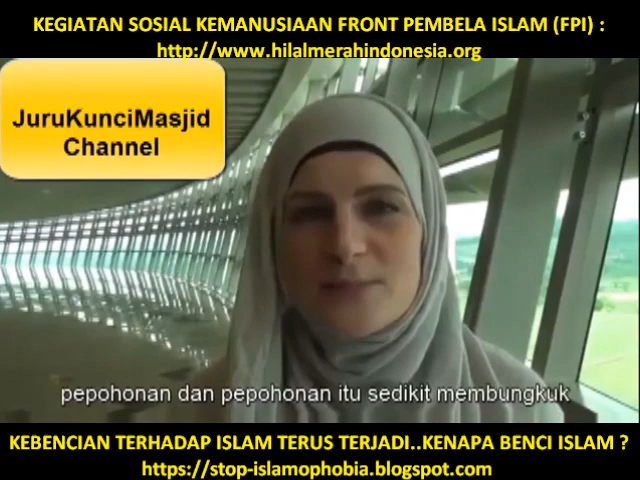 KEGIATAN SOSIAL KEMANUSIAAN FRONT PEMBELA ISLAM (FPI) :
http://www.hilalmerahindonesia.org
JuruKunciMasjid
Channel
pepohonan dan pepohonan itu sedikit membungkuk
KEBENCIAN TERHADAP ISLAM TERUS TERJADI..KENAPA BENCI ISLAM ?
https://stop-islamophobia.blogspot.com